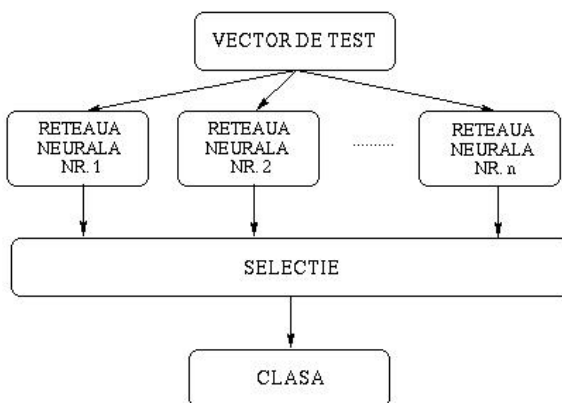 VECTOR DE TEST
RETEAUA
NEURALA
NR. 1
RETEAUA
NEURALA
NR. 2
..........
RETEAUA
NEURALA
NR. n
SELECTIE
CLASA